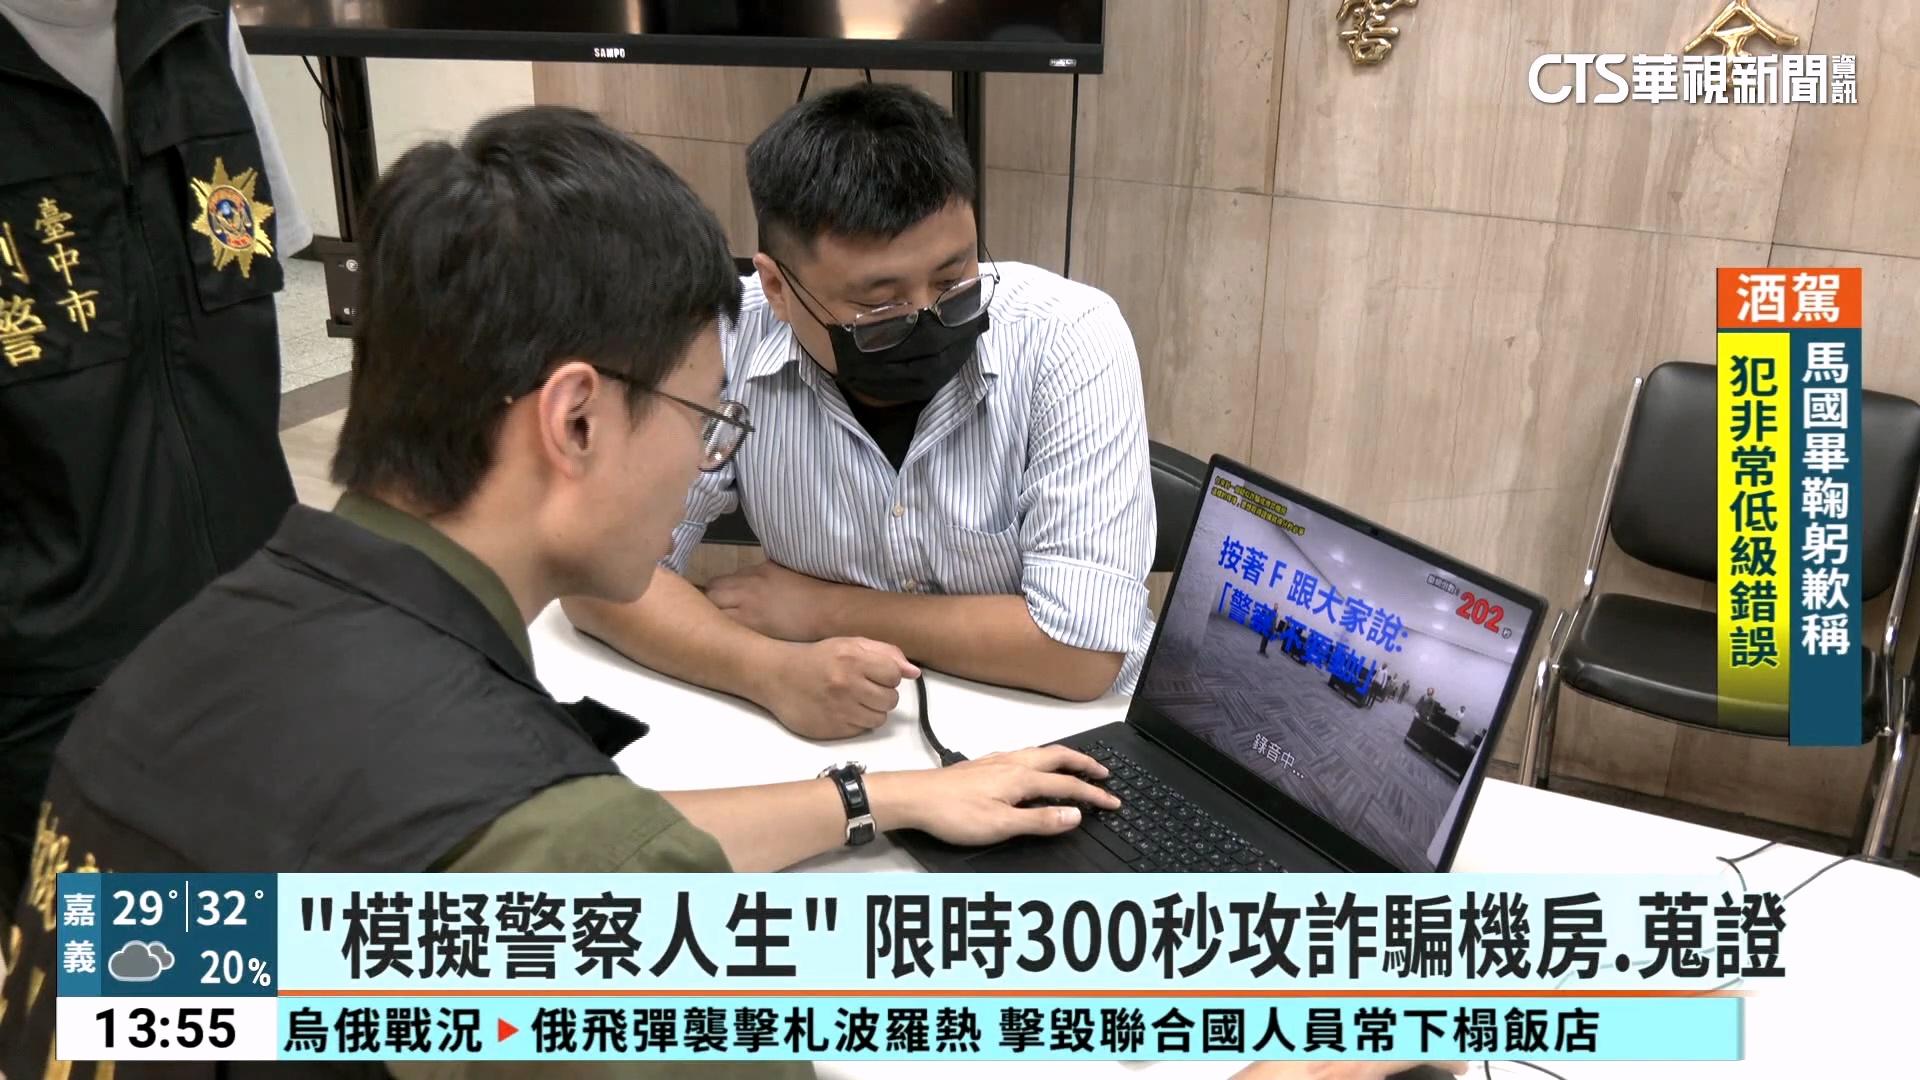 SAMPO
CTS華視新聞資訊
臺中市
刑警
酒駕
馬國畢鞠躬歉稱
犯非常低級錯誤
202秒
按著 F 跟大家說:
「警察不要動!」
錄音中...
嘉義
29° 32°
20%
"模擬警察人生" 限時300秒攻詐騙機房.蒐證
13:55
烏俄戰況▶俄飛彈襲擊札波羅熱 擊毀聯合國人員常下榻飯店